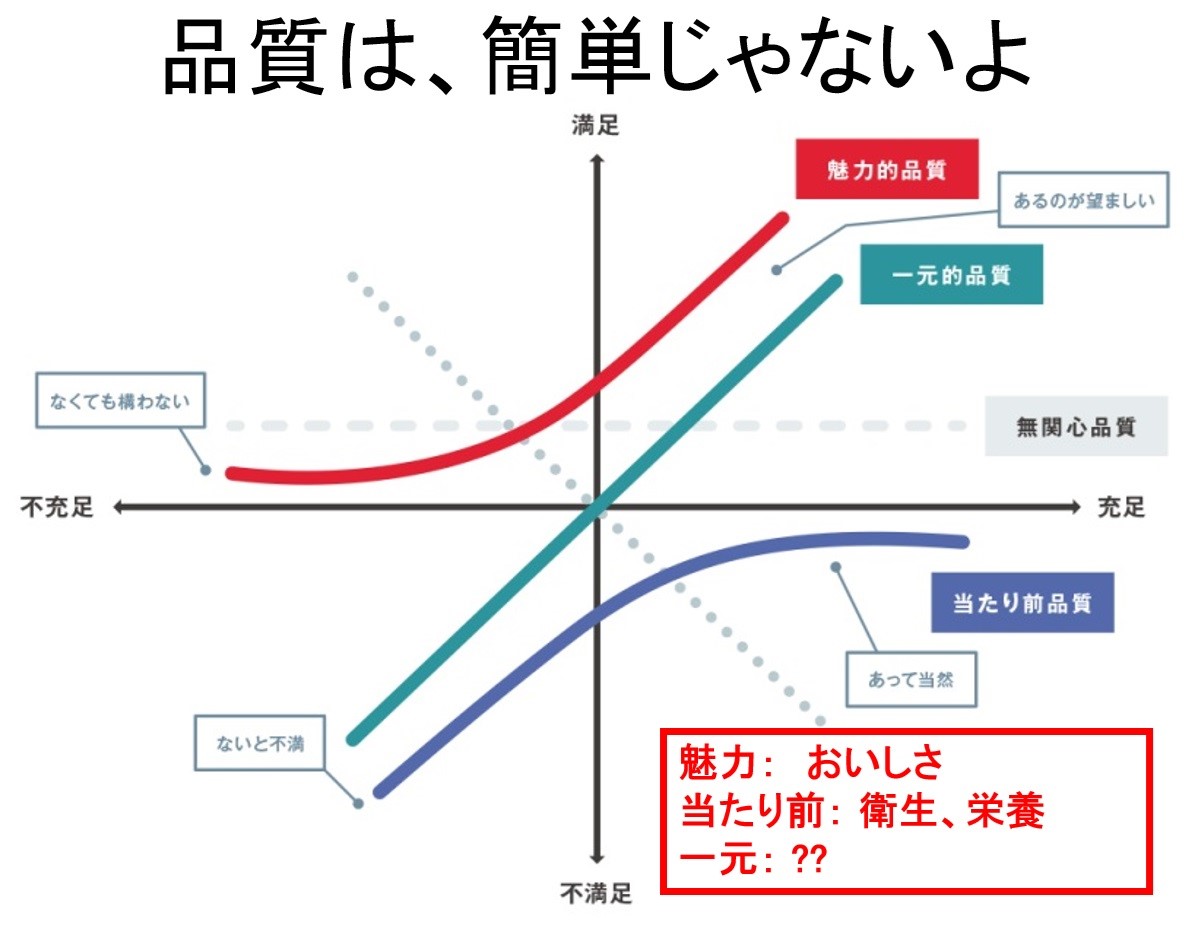 品質は、簡単じゃないよ
満足
魅力的品質
あるのが望ましい
一元的品質
なくても構わない
無関心品質
不充足
充足
当たり前品質
あって当然
ないと不満
魅力： おいしさ
当たり前： 衛生、栄養
一元： ??
不満足